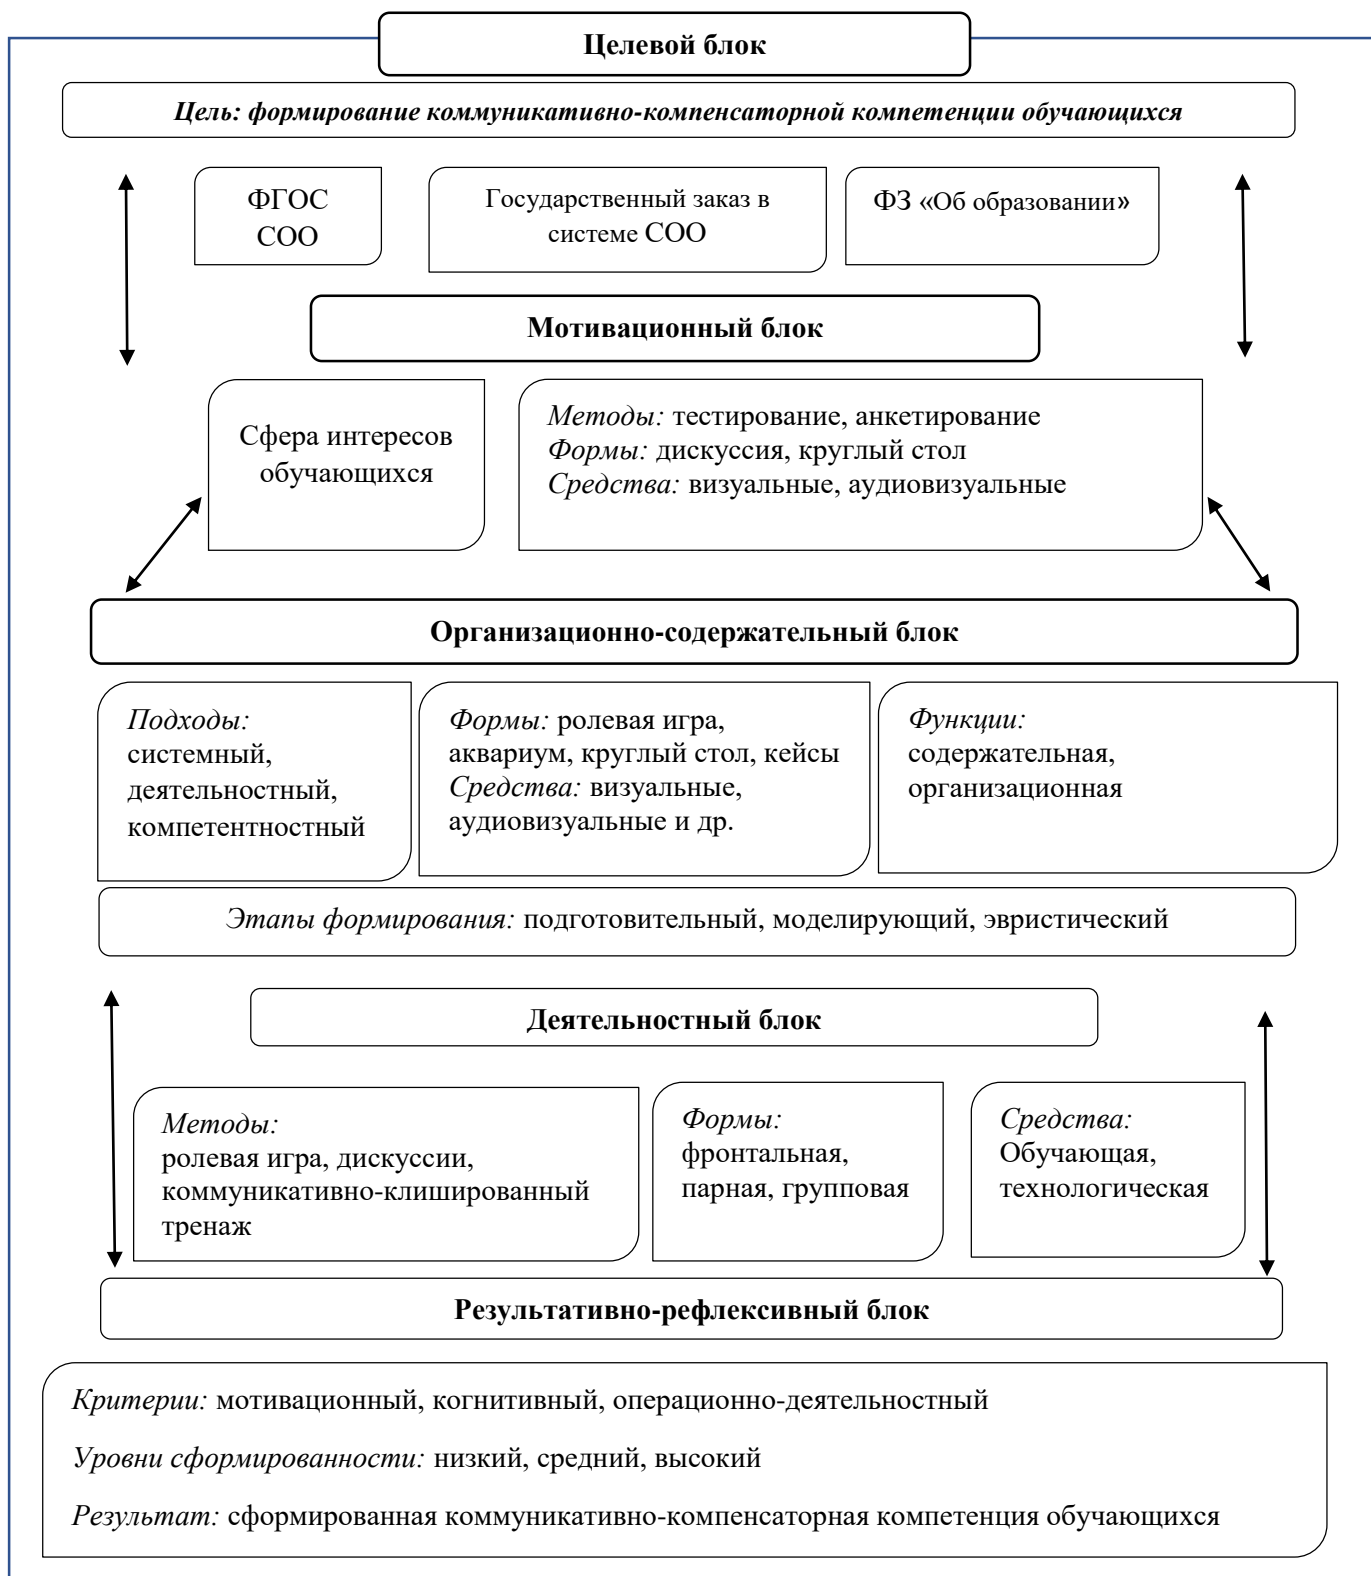 Целевой блок
Цель: формирование коммуникативно-компенсаторной компетенции обучающихся
ФГОС
СОО
Государственный заказ в
системе СОО
ФЗ «Об образовании»
Мотивационный блок
Сфера интересов
обучающихся
Методы: тестирование, анкетирование
Формы: дискуссия, круглый стол
Средства: визуальные, аудиовизуальные
Организационно-содержательный блок
Подходы:
системный,
деятельностный,
компетентностный
Формы: ролевая игра,
аквариум, круглый стол, кейсы
Средства: визуальные,
аудиовизуальные и др.
Функции:
содержательная,
организационная
Этапы формирования: подготовительный, моделирующий, эвристический
Деятельностный блок
Методы:
ролевая игра, дискуссии,
коммуникативно-клишированный
тренаж
Формы:
фронтальная,
парная, групповая
Средства:
Обучающая,
технологическая
Результативно-рефлексивный блок
Критерии: мотивационный, когнитивный, операционно-деятельностный
Уровни сформированности: низкий, средний, высокий
Результат: сформированная коммуникативно-компенсаторная компетенция обучающихся